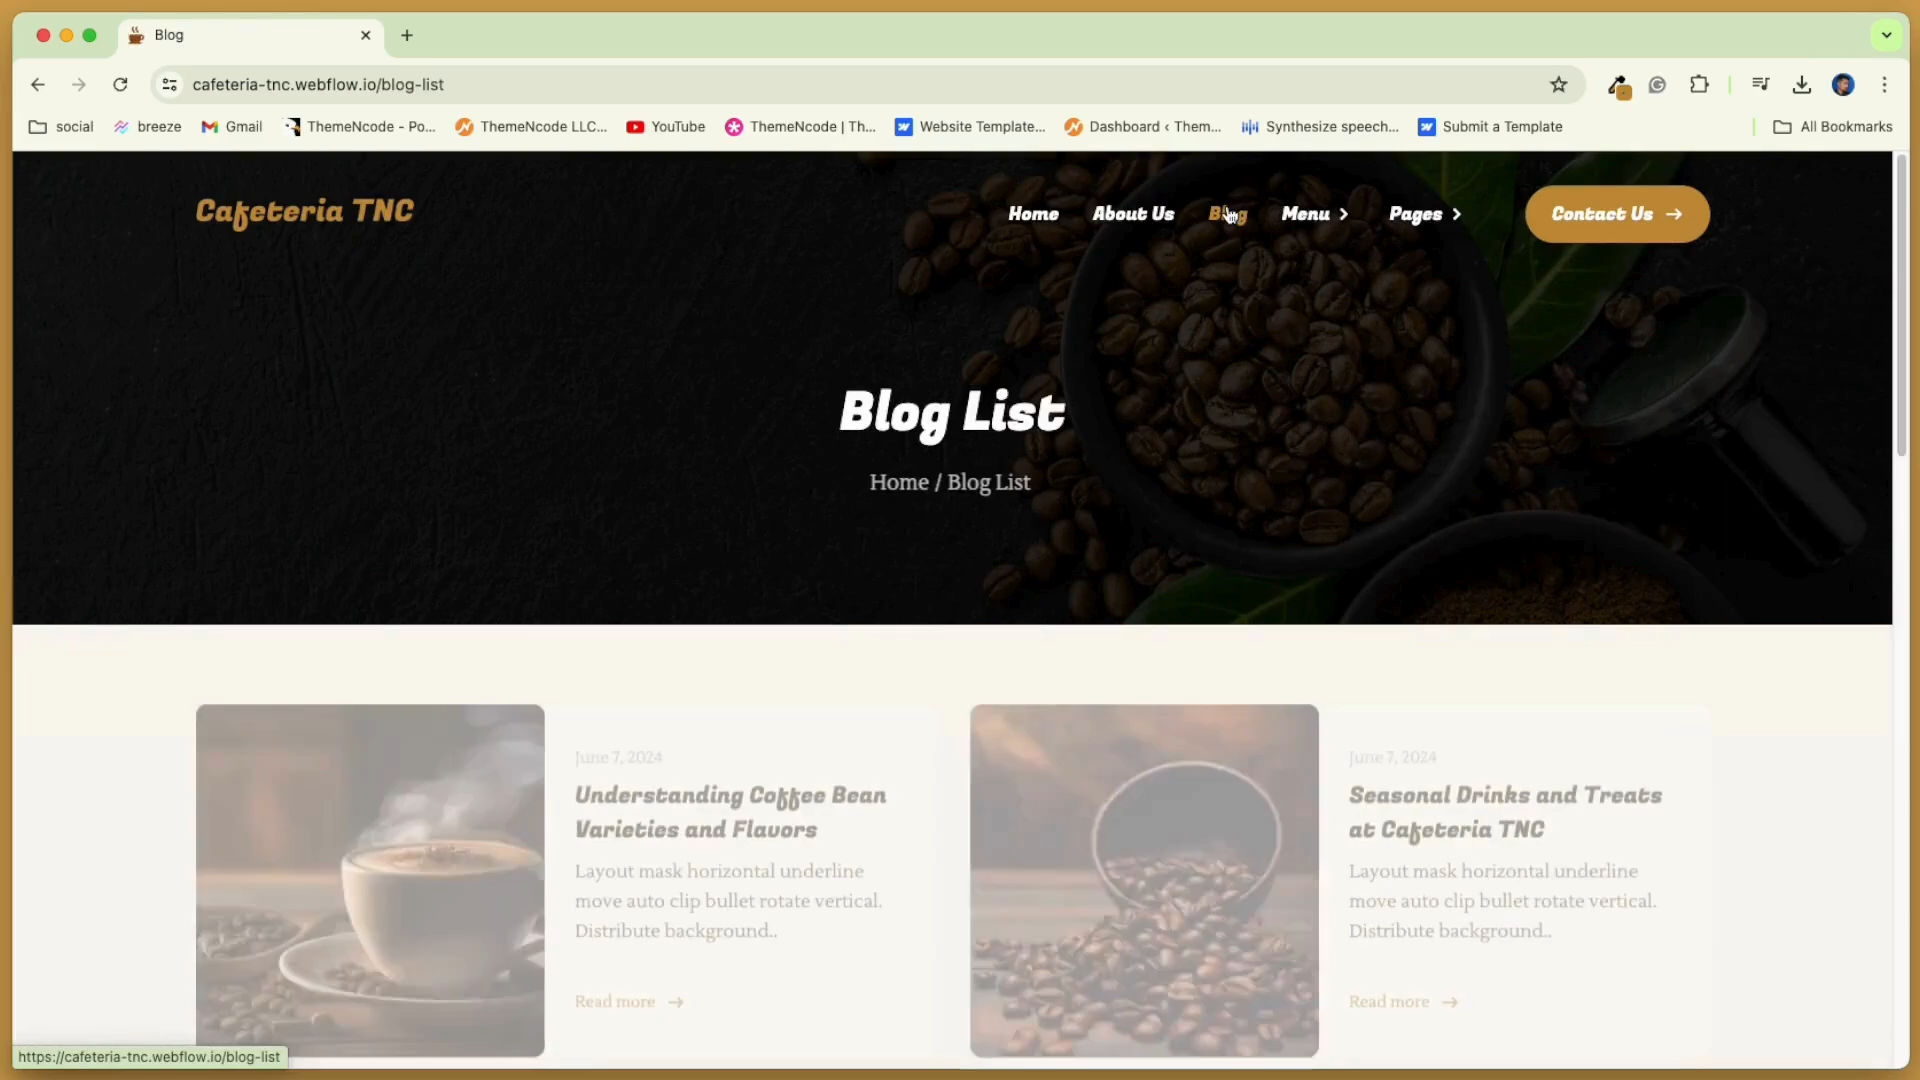 Blog
cafeteria-tnc.webflow.io/blog-list
social
breeze
Gmail
ThemeNcode - Po...
ThemeNcode LLC...
YouTube
ThemeNcode | Th...
Website Template...
Dashboard ‹ Them...
Synthesize speech...
Submit a Template
All Bookmarks
Cafeteria TNC
Home
About Us
Blog
Menu
Pages
Contact Us
Blog List
Home / Blog List
June 7, 2024
Understanding Coffee Bean
Varieties and Flavors
Layout mask horizontal underline
move auto clip bullet rotate vertical.
Distribute background..
Read more
June 7, 2024
Seasonal Drinks and Treats
at Cafeteria TNC
Layout mask horizontal underline
move auto clip bullet rotate vertical.
Distribute background..
Read more
https://cafeteria-tnc.webflow.io/blog-list